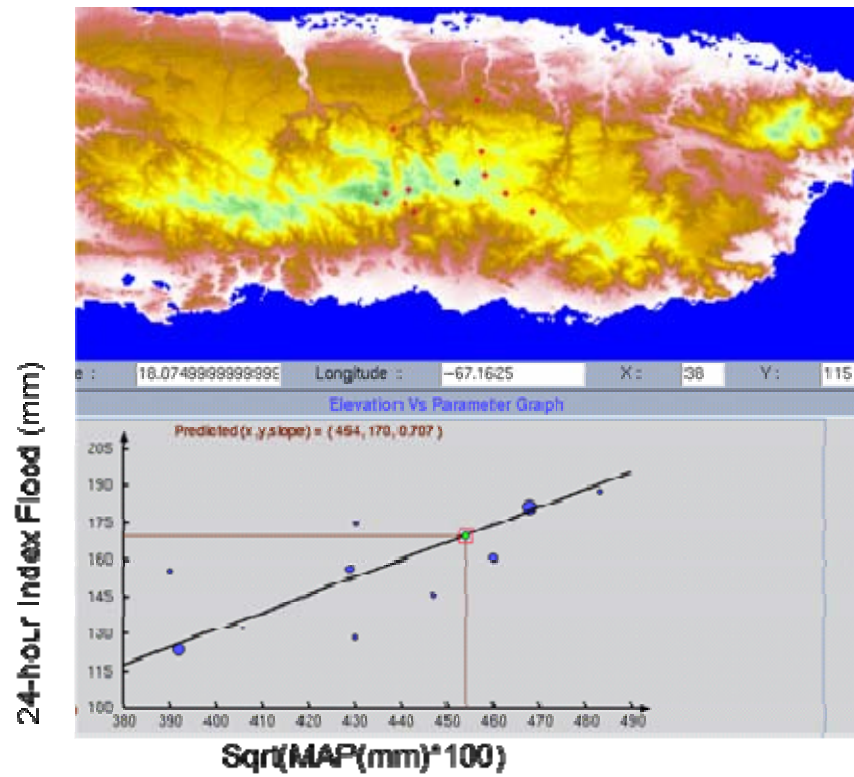 e : 18.0749999999999 Longitude : -67.1625 X : 38 Y : 115
Elevation Vs Parameter Graph
Predicted (x,y,slope) = ( 454, 170, 0.707 )
24-hour Index Flood (mm)
205
190
175
160
145
130
115
100
380 390 400 410 420 430 440 450 460 470 480 490
Sqrt(MAP(mm)*100)